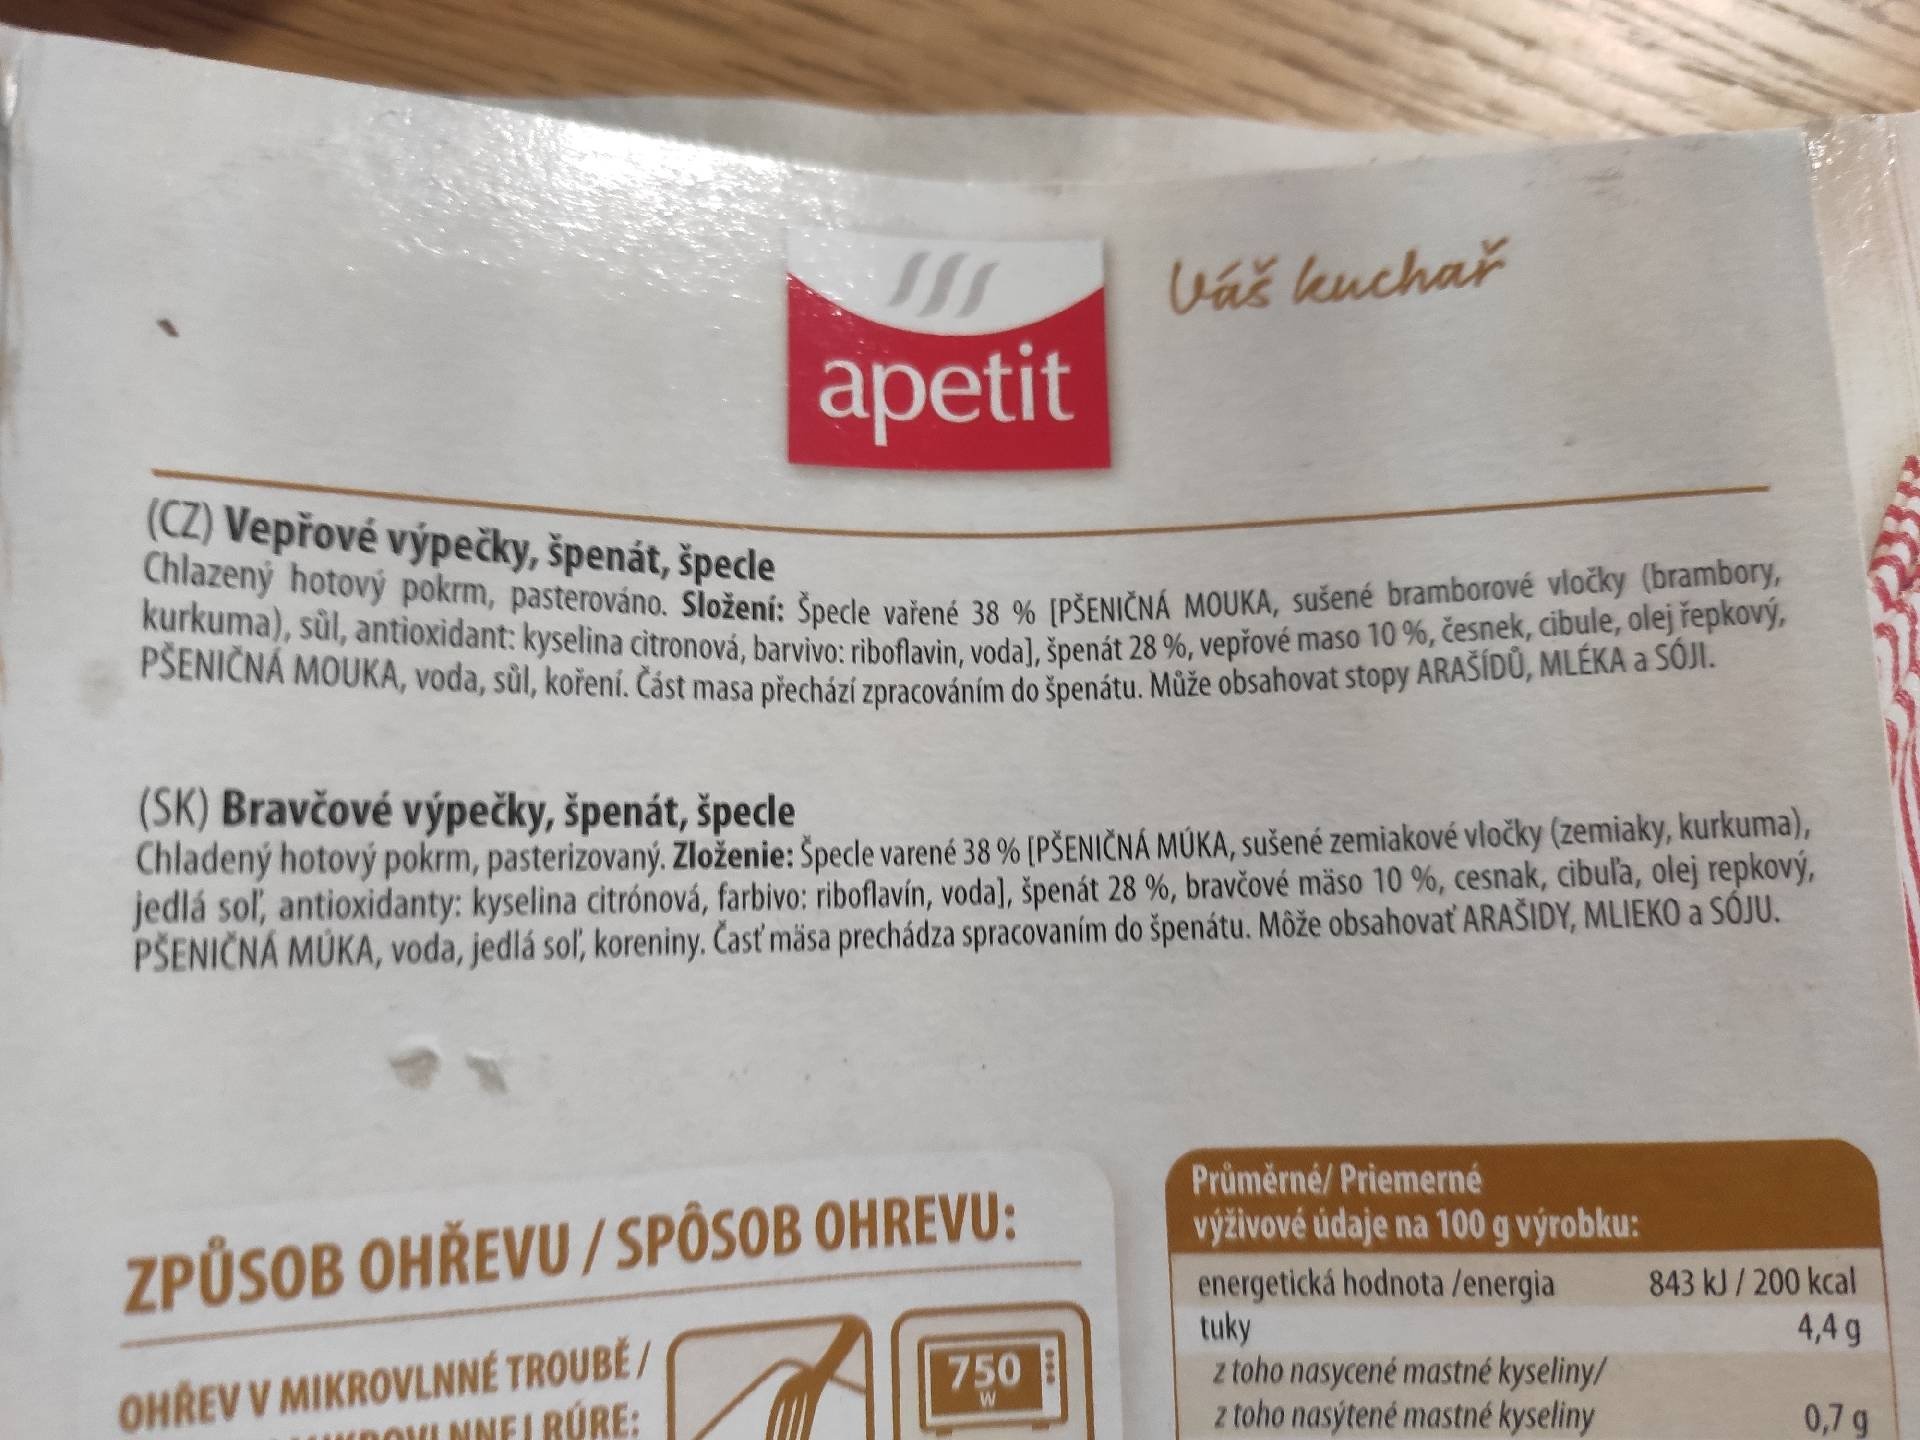 apetit
Váš kuchař
(CZ) Vepřové výpečky, špenát, špecle
Chlazený hotový pokrm, pasterováno. Složení: Špecle vařené 38 % [PŠENIČNÁ MOUKA, sušené bramborové vločky (brambory,
kurkuma), sůl, antioxidant: kyselina citronová, barvivo: riboflavin, voda], špenát 28 %, vepřové maso 10 %, česnek, cibule, olej řepkový,
PŠENIČNÁ MOUKA, voda, sůl, koření. Část masa přechází zpracováním do špenátu. Může obsahovat stopy ARAŠÍDŮ, MLÉKA a SÓJI.
(SK) Bravčové výpečky, špenát, špecle
Chladený hotový pokrm, pasterizovaný. Zloženie: Špecle varené 38 % [PŠENIČNÁ MÚKA, sušené zemiakové vločky (zemiaky, kurkuma),
jedlá soľ, antioxidanty: kyselina citrónová, farbivo: riboflavín, voda], špenát 28 %, bravčové mäso 10 %, cesnak, cibuľa, olej repkový,
PŠENIČNÁ MÚKA, voda, jedlá soľ, koreniny. Časť mäsa prechádza spracovaním do špenátu. Môže obsahovať ARAŠIDY, MLIEKO a SÓJU.
ZPŮSOB OHŘEVU / SPÔSOB OHREVU:
OHŘEV V MIKROVLNNÉ TROUBĚ /
RÚRE:
750
W
Průměrné/ Priemerné
výživové údaje na 100 g výrobku:
energetická hodnota /energia 843 kJ / 200 kcal
tuky 4,4 g
z toho nasycené mastné kyseliny/
z toho nasýtené mastné kyseliny 0,7 g